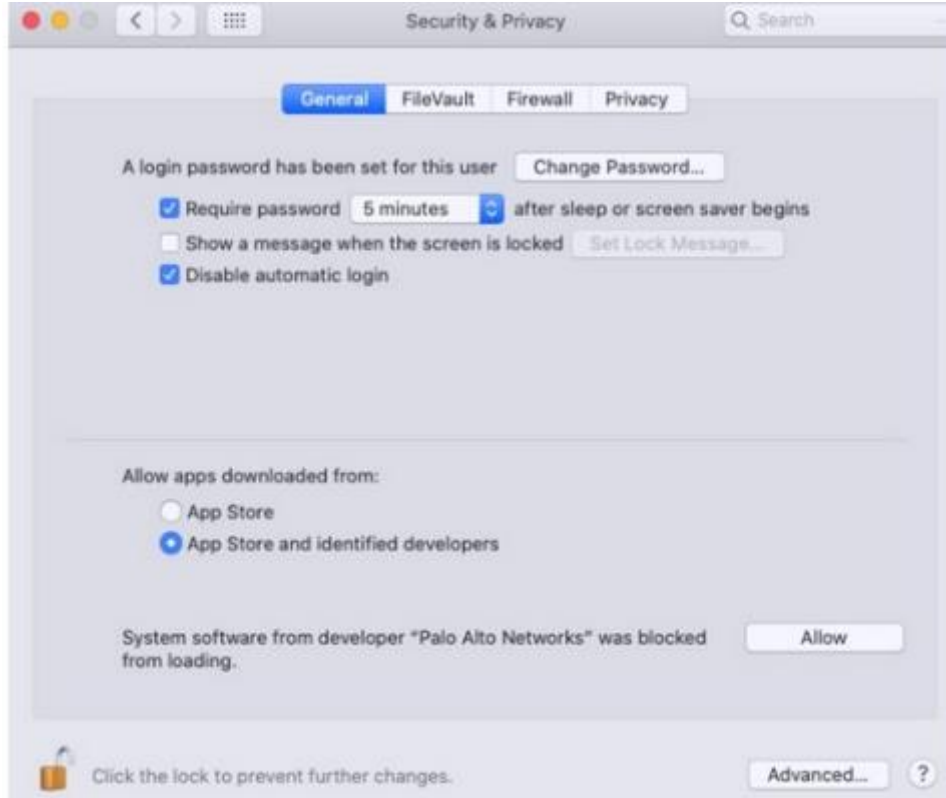 Security & Privacy
Search
General FileVault Firewall Privacy
A login password has been set for this user Change Password...
Require password 5 minutes after sleep or screen saver begins
Show a message when the screen is locked Set Lock Message...
Disable automatic login
Allow apps downloaded from:
App Store
App Store and identified developers
System software from developer “Palo Alto Networks” was blocked Allow
from loading.
Click the lock to prevent further changes. Advanced... ?